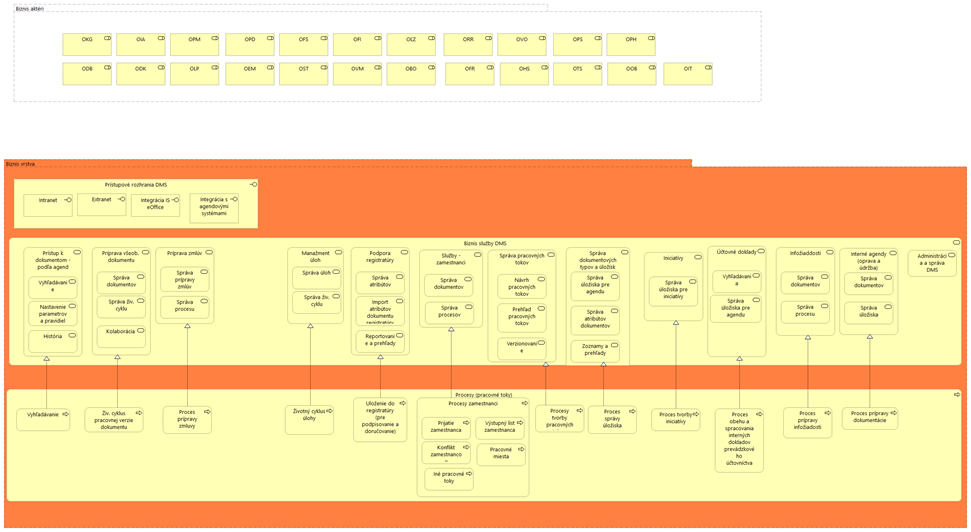 Biznis aktéri
OKG
OIA
OPM
OPD
OFS
OFI
OLZ
ORR
OVO
OPS
OPH
ODB
ODK
OLP
OEM
OST
OVM
OBO
OFR
OHS
OTS
OOB
OIT
Biznis vrstva
Prístupové rozhrania DMS
Intranet
Extranet
Integrácia IS
eOffice
Integrácia s
agendovými
systémami
Biznis služby DMS
Prístup k
dokumentom -
podľa agend
Vyhľadávani
e
Nastavenie
parametrov
a pravidiel
História
Príprava všeob.
dokumentu
Správa
dokumentov
Správa živ.
cyklu
Kolaborácia
Príprava zmlúv
Správa
prípravy
zmlúv
Správa
procesu
Manažment
úloh
Správa úloh
Správa živ.
cyklu
Podpora
registratúry
Správa
atribútov
Import
atribútov
dokumentu
registratúry
Reportovani
e a prehľady
Služby -
zamestnanci
Správa
dokumentov
Správa
procesov
Správa pracovných
tokov
Návrh
pracovných
tokov
Prehľad
pracovných
tokov
Verziovanie
Správa
dokumentových
typov a úložísk
Správa
úložiska pre
agendu
Správa
atribútov
dokumentov
Zoznamy a
prehľady
Iniciatívy
Správa
úložiska pre
iniciatívy
Účtovné doklady
Vyhľadávani
a
Správa
úložiska pre
agendu
Infožiaddosti
Správa
dokumentov
Správa
procesu
Interné agendy
(oprava a
údržba)
Správa
dokumentov
Správa
úložiska
Administráci
a a správa
DMS
Procesy (pracovné toky)
Vyhľadávanie
Živ. cyklus
pracovnej verzie
dokumentu
Proces
prípravy
zmluvy
Životný cyklus
úlohy
Uloženie do
registratúry
(pre
podpisovanie a
doručovanie)
Procesy zamestnanci
Prijatie
zamestnanca
Výstupný list
zamestnanca
Konflikt
zamestnanco
Pracovné
miesta
Iné pracovné
toky
Procesy
tvorby
pracovných
Proces
správy
úložiska
Proces tvorby
iniciatívy
Proces
obehu a
spracovania
interných
dokladov
prevádzkové
ho
účtovníctva
Proces
prípravy
infožiadosti
Proces prípravy
dokumentácie